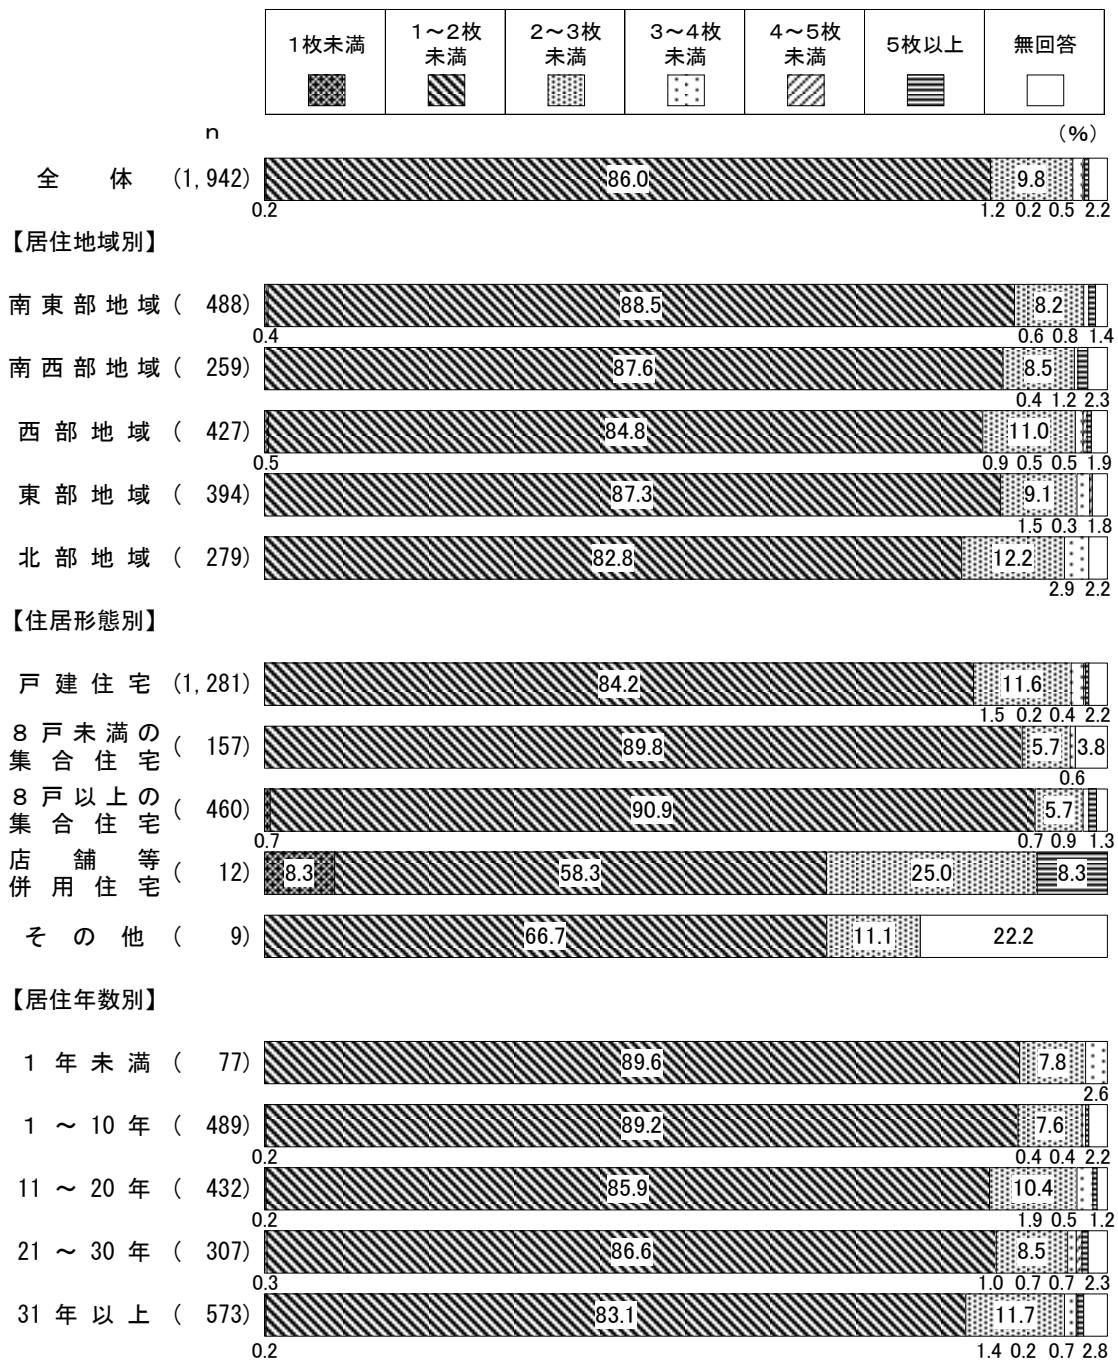 1枚未満 1～2枚未満 2～3枚未満 3～4枚未満 4～5枚未満 5枚以上 無回答
n (%)
全体 (1,942) 86.0 9.8
0.2 1.2 0.2 0.5 2.2
【居住地域別】
南東部地域 ( 488) 88.5 8.2
0.4 0.6 0.8 1.4
南西部地域 ( 259) 87.6 8.5
0.4 1.2 2.3
西部地域 ( 427) 84.8 11.0
0.5 0.9 0.5 0.5 1.9
東部地域 ( 394) 87.3 9.1
1.5 0.3 1.8
北部地域 ( 279) 82.8 12.2
2.9 2.2
【住居形態別】
戸建住宅 (1,281) 84.2 11.6
1.5 0.2 0.4 2.2
8戸未満の
集合住宅 ( 157) 89.8 5.7 3.8
0.6
8戸以上の
集合住宅 ( 460) 90.9 5.7
0.7 0.7 0.9 1.3
店舗等
併用住宅 ( 12) 8.3 58.3 25.0 8.3
その他 ( 9) 66.7 11.1 22.2
【居住年数別】
1年未満 ( 77) 89.6 7.8
2.6
1～10年 ( 489) 89.2 7.6
0.2 0.4 0.4 2.2
11～20年 ( 432) 85.9 10.4
0.2 1.9 0.5 1.2
21～30年 ( 307) 86.6 8.5
0.3 1.0 0.7 0.7 2.3
31年以上 ( 573) 83.1 11.7
0.2 1.4 0.2 0.7 2.8